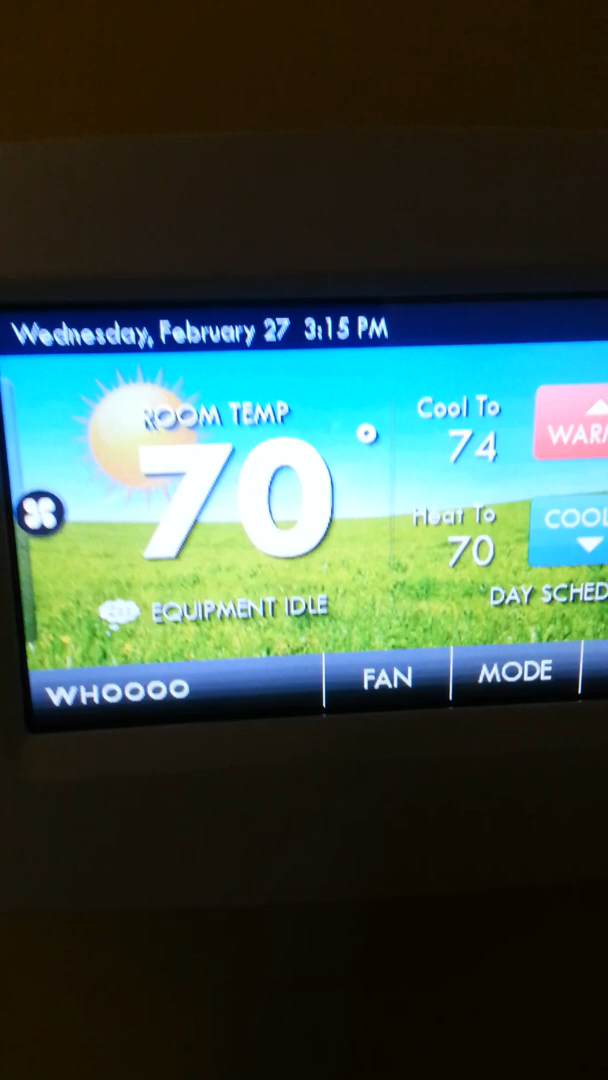 Wednesday, February 27 3:15 PM
ROOM TEMP
70°
Cool To
74
WARM
Heat To
70
COOL
EQUIPMENT IDLE
DAY SCHED
WHOOOO
FAN
MODE